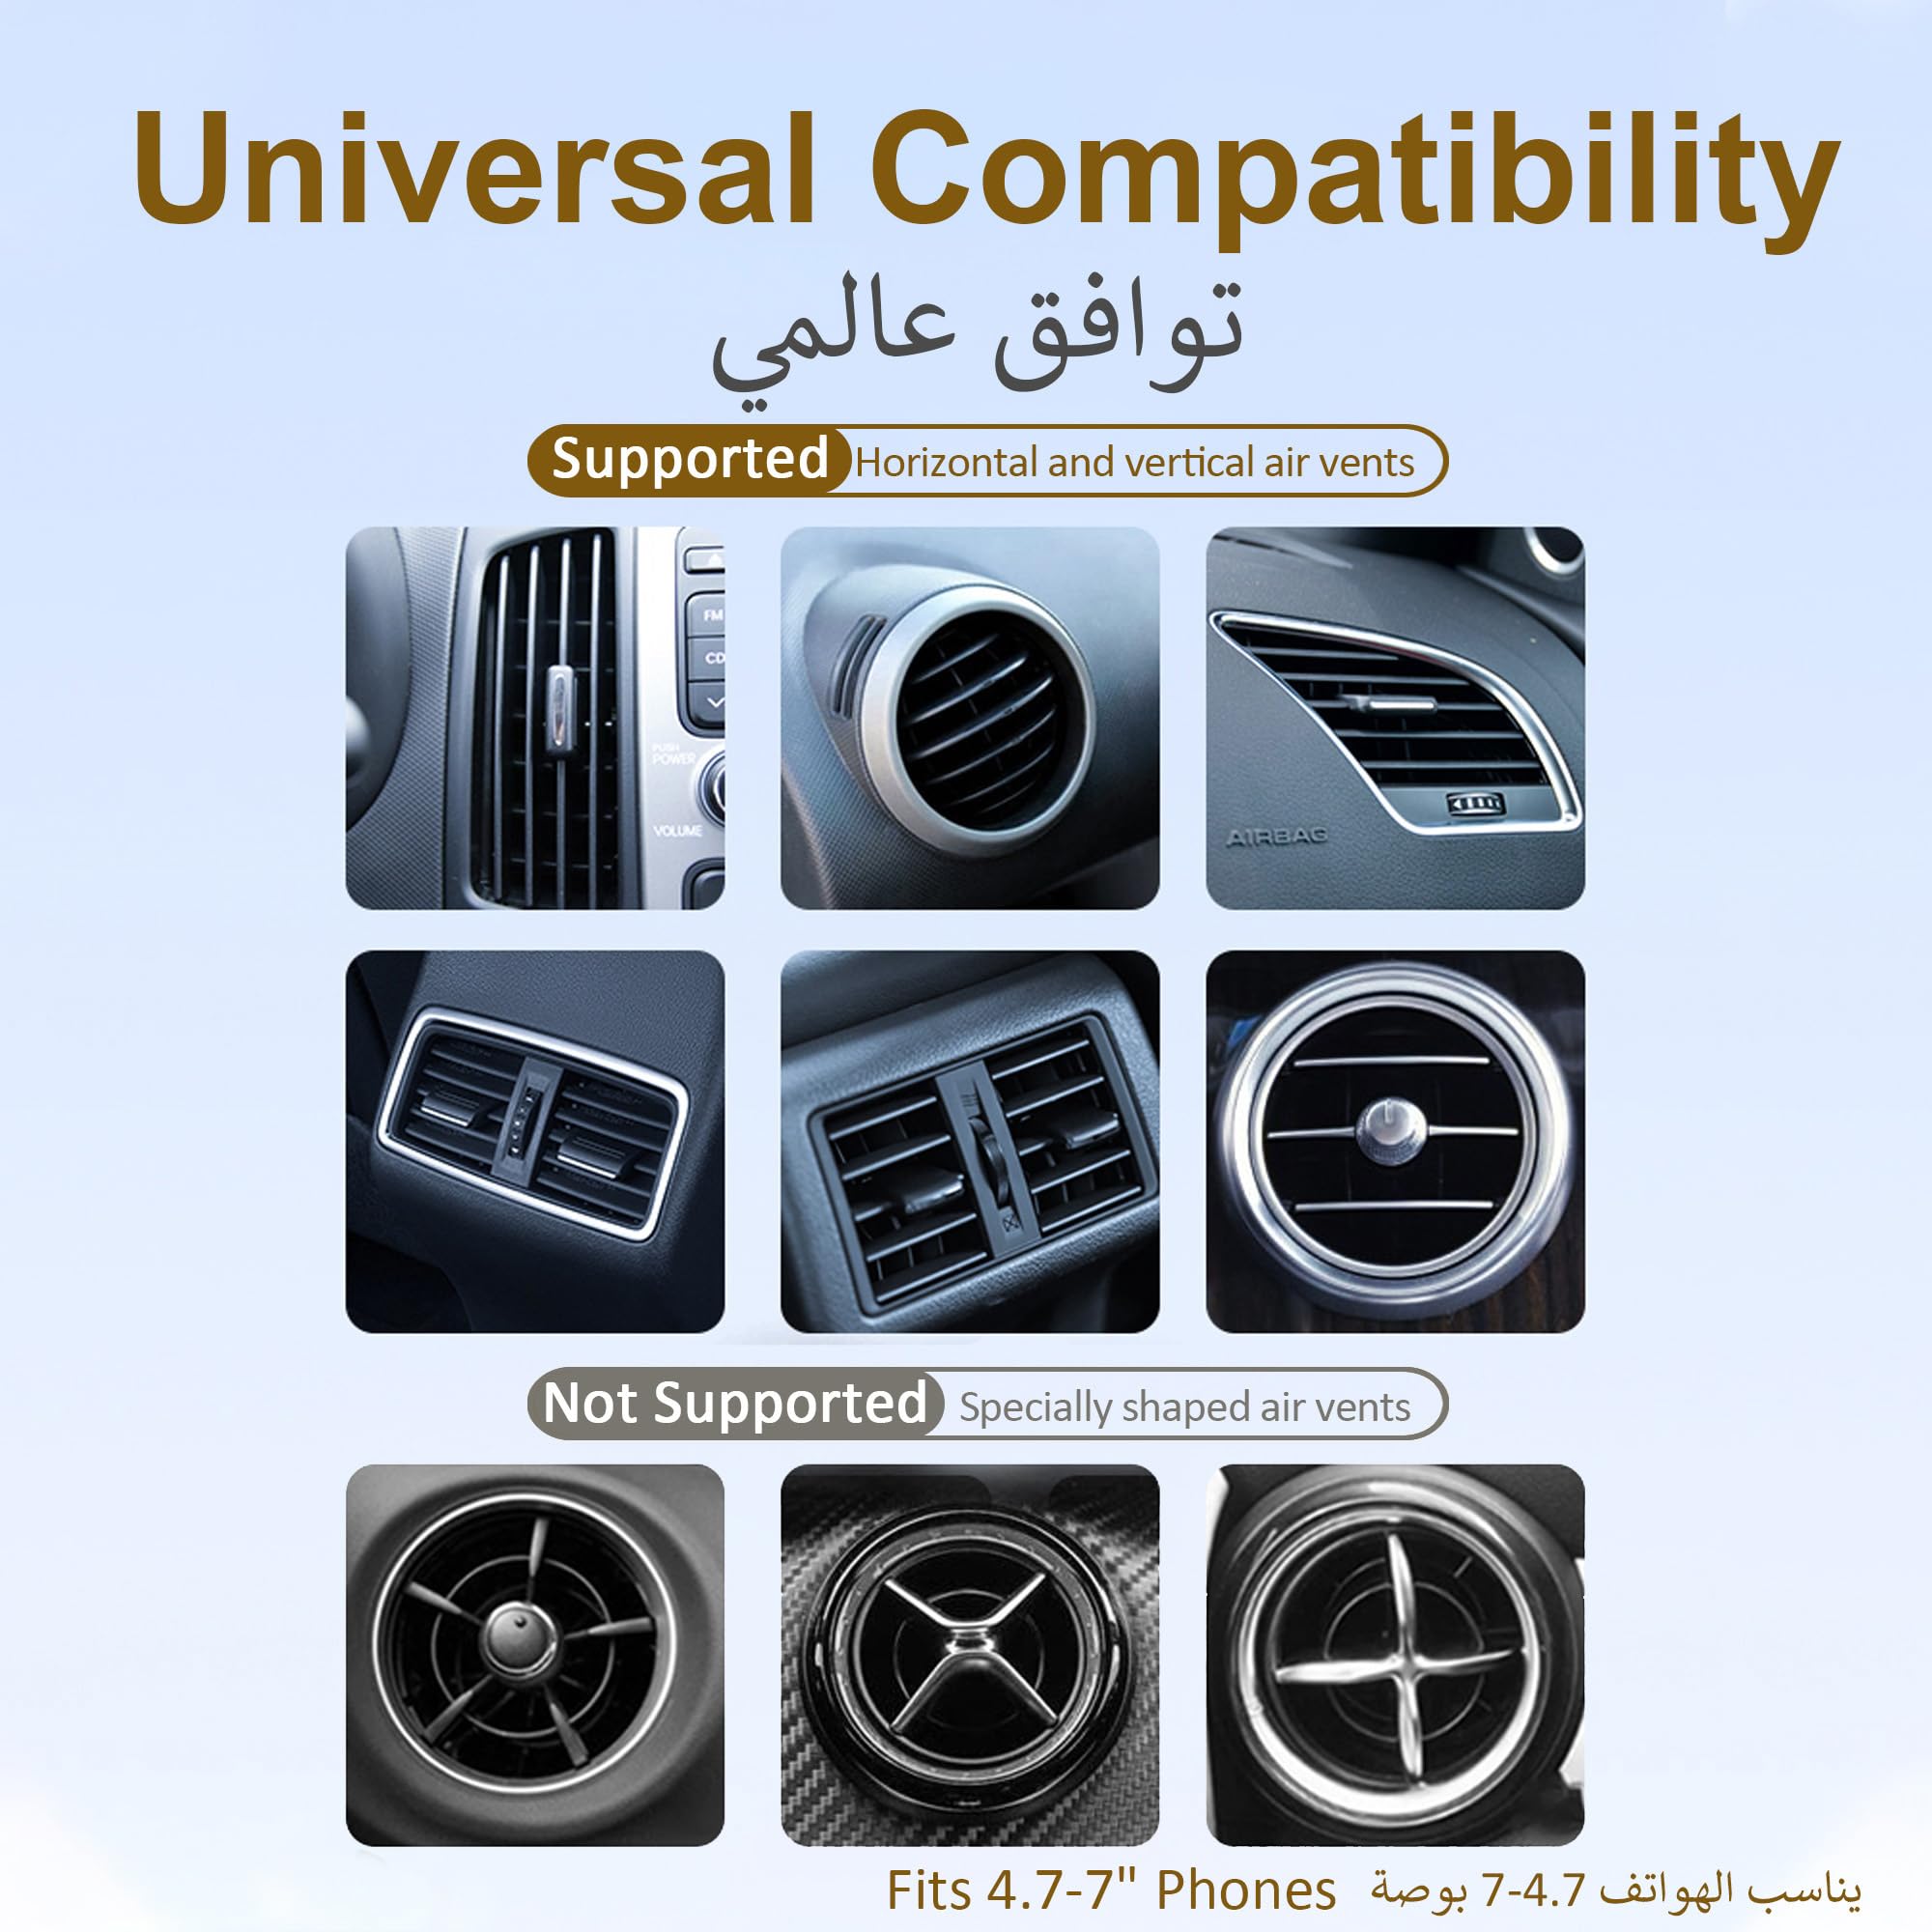 Universal Compatibility
توافق عالمي
Supported Horizontal and vertical air vents
FM
CD
PUSH
POWER
VOLUME
AIRBAG
Not Supported Specially shaped air vents
Fits 4.7-7" Phones يناسب الهواتف 4.7-7 بوصة